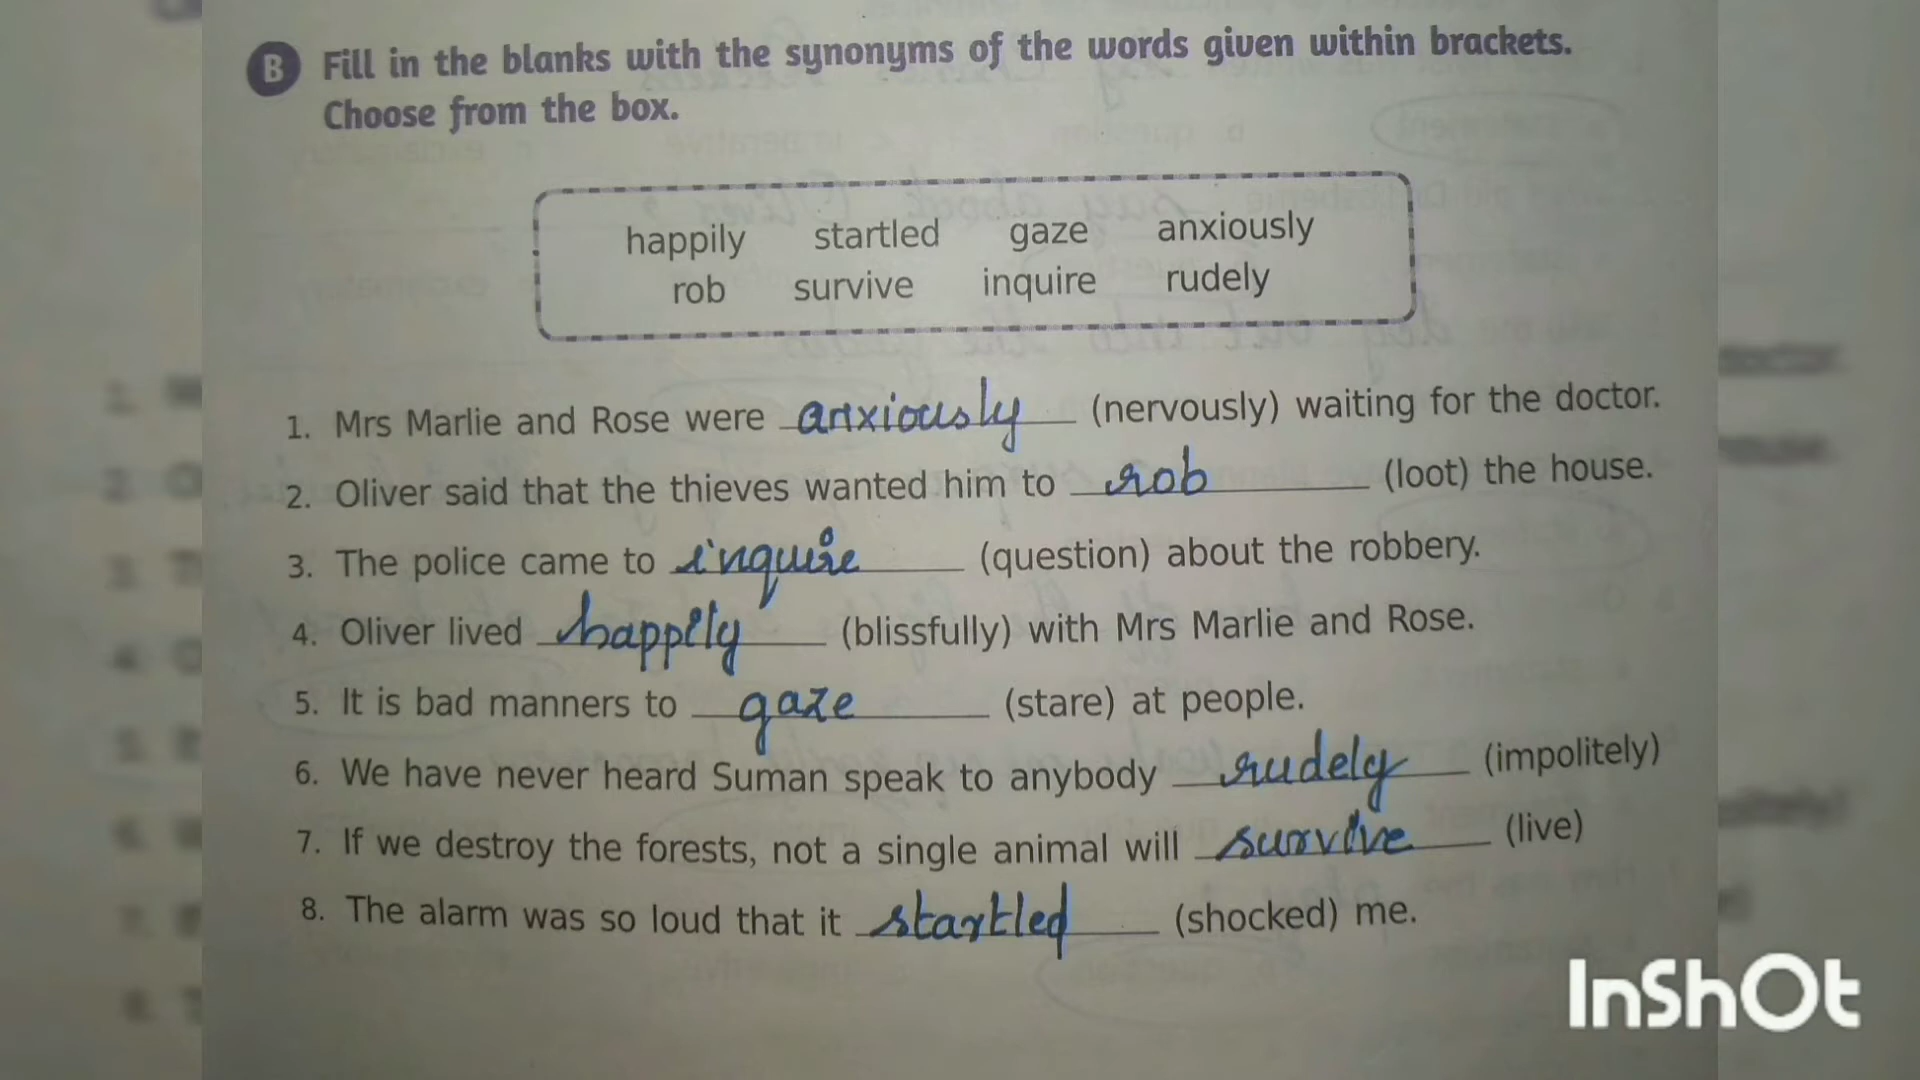 B Fill in the blanks with the synonyms of the words given within brackets.
Choose from the box.
happily startled gaze anxiously
rob survive inquire rudely
1. Mrs Marlie and Rose were anxiously (nervously) waiting for the doctor.
2. Oliver said that the thieves wanted him to rob (loot) the house.
3. The police came to inquire (question) about the robbery.
4. Oliver lived happily (blissfully) with Mrs Marlie and Rose.
5. It is bad manners to gaze (stare) at people.
6. We have never heard Suman speak to anybody rudely (impolitely)
7. If we destroy the forests, not a single animal will survive (live)
8. The alarm was so loud that it startled (shocked) me.
InShOt